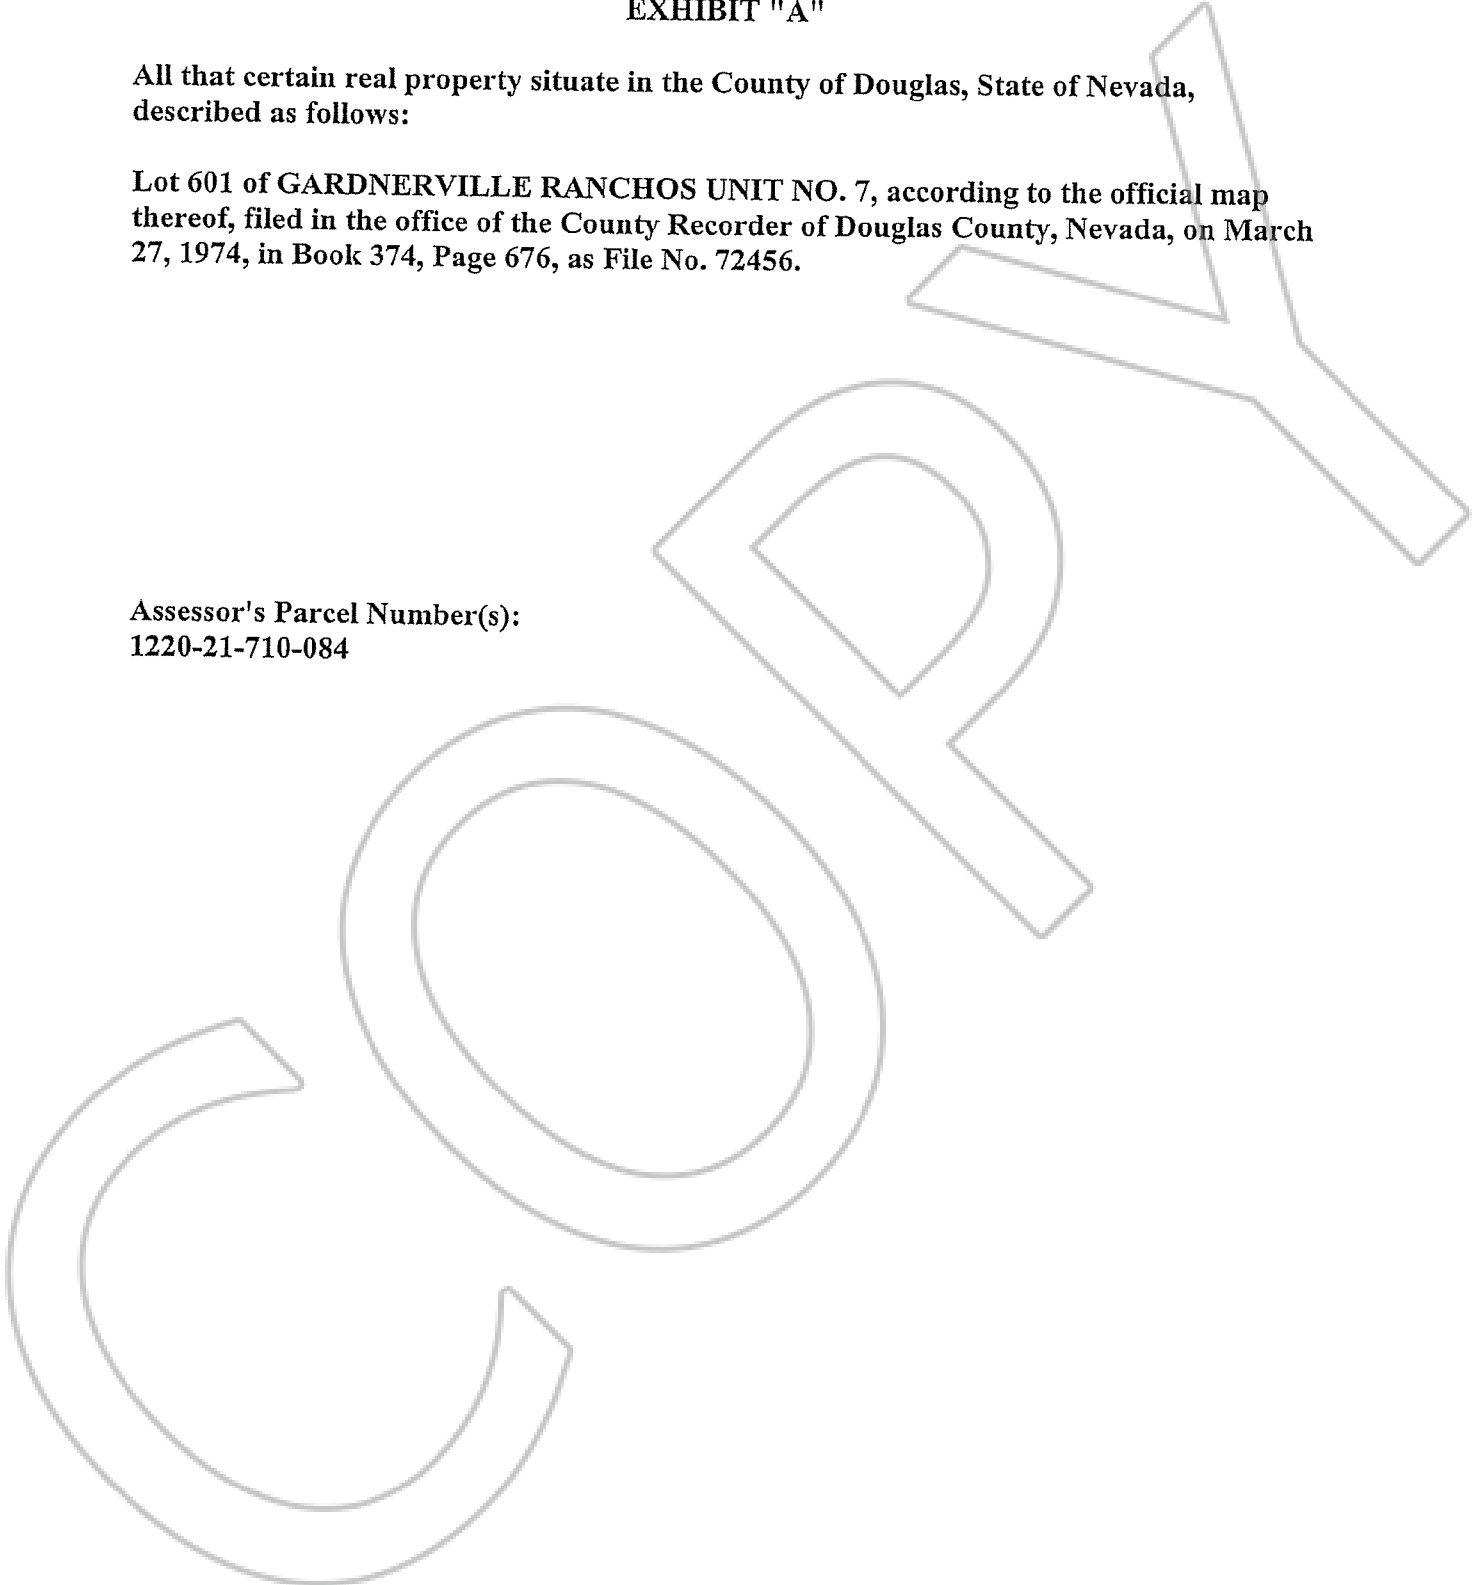 EXHIBIT "A"
All that certain real property situate in the County of Douglas, State of Nevada,
described as follows:
Lot 601 of GARDNERVILLE RANCHOS UNIT NO. 7, according to the official map
thereof, filed in the office of the County Recorder of Douglas County, Nevada, on March
27, 1974, in Book 374, Page 676, as File No. 72456.
Assessor's Parcel Number(s):
1220-21-710-084
COPY